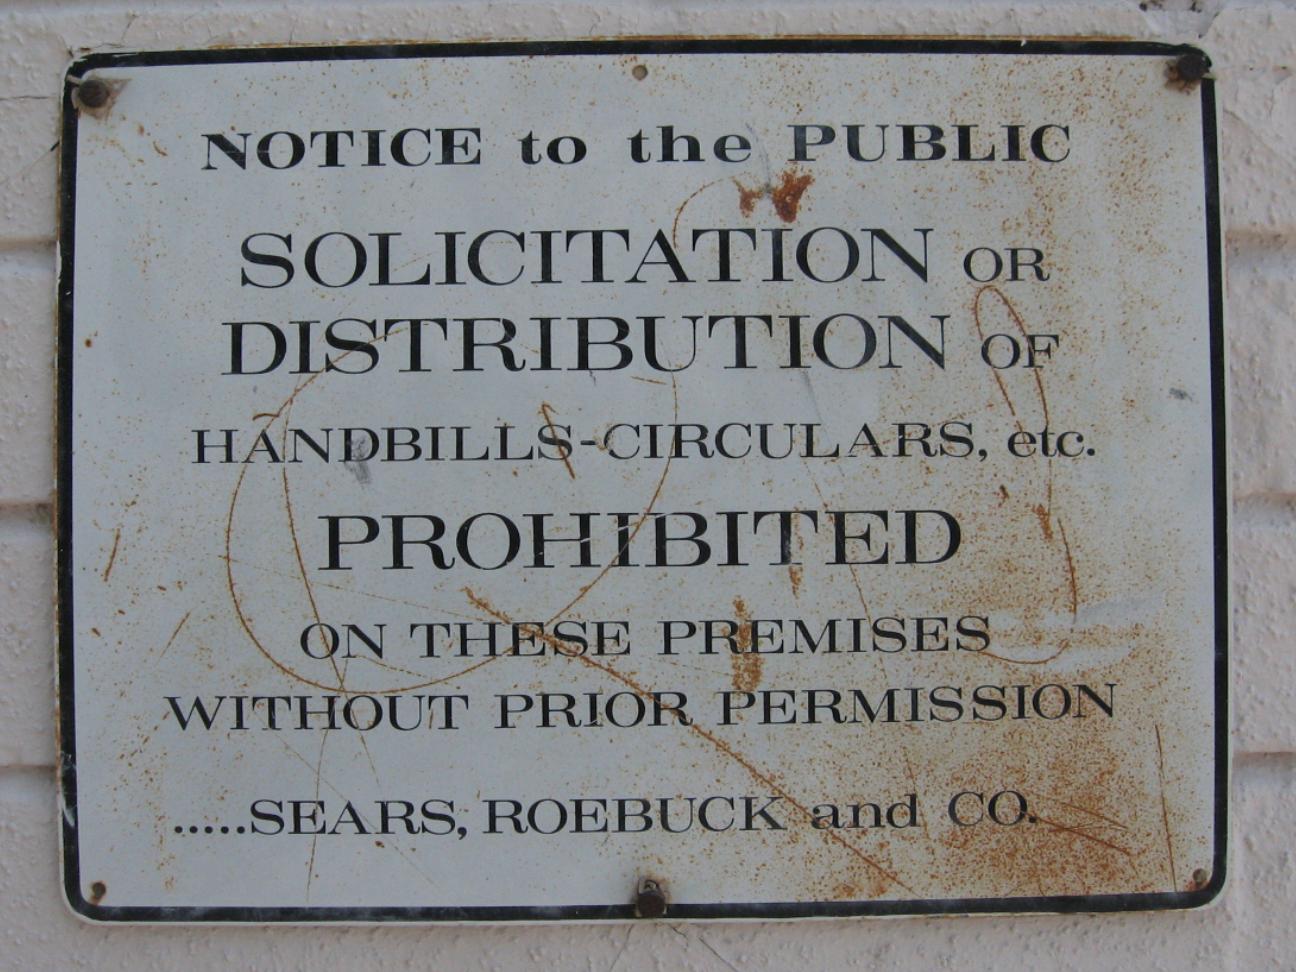 NOTICE to the PUBLIC
SOLICITATION OR
DISTRIBUTION OF
HANDBILLS-CIRCULARS, etc.
PROHIBITED
ON THESE PREMISES
WITHOUT PRIOR PERMISSION
.....SEARS, ROEBUCK and CO.